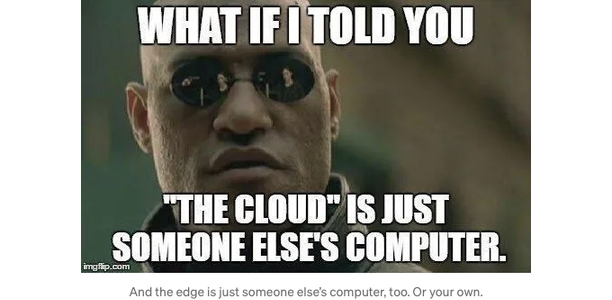 WHAT IF I TOLD YOU
"THE CLOUD" IS JUST
SOMEONE ELSE'S COMPUTER.
imgflip.com
And the edge is just someone else's computer, too. Or your own.